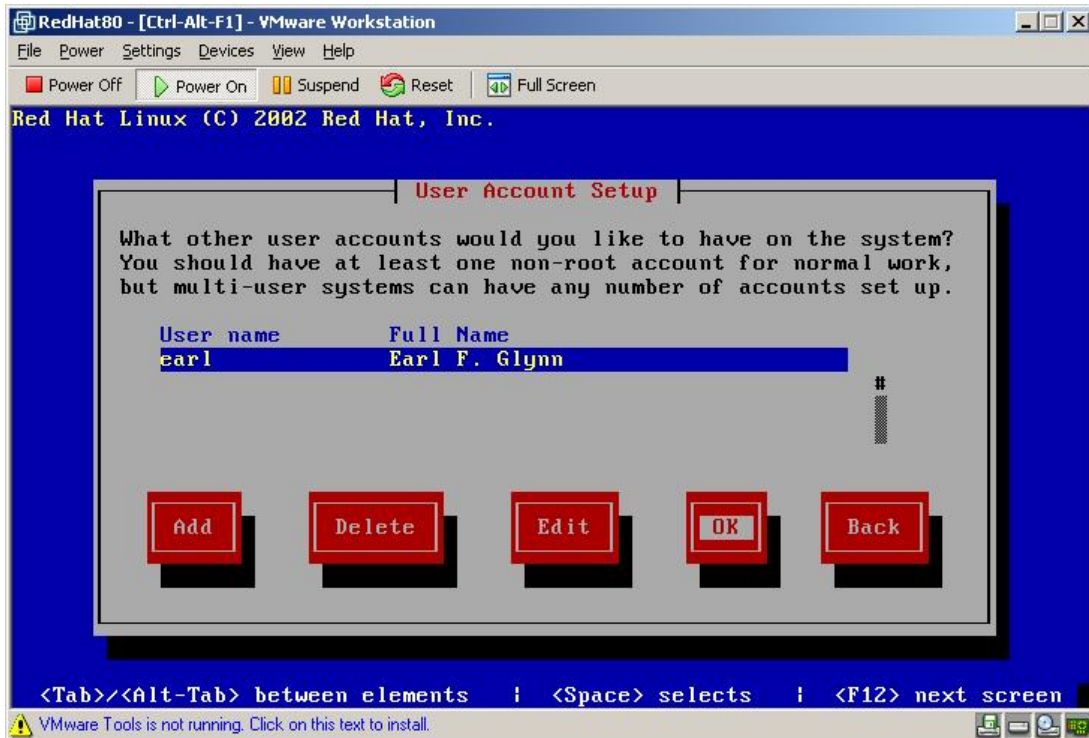 RedHat80 - [Ctrl-Alt-F1] - VMware Workstation
File Power Settings Devices View Help
Power Off Power On Suspend Reset Full Screen
Red Hat Linux (C) 2002 Red Hat, Inc.
User Account Setup
What other user accounts would you like to have on the system?
You should have at least one non-root account for normal work,
but multi-user systems can have any number of accounts set up.
User name Full Name
earl Earl F. Glynn
#
Add Delete Edit OK Back
<Tab>/<Alt-Tab> between elements | <Space> selects | <F12> next screen
VMware Tools is not running. Click on this text to install.